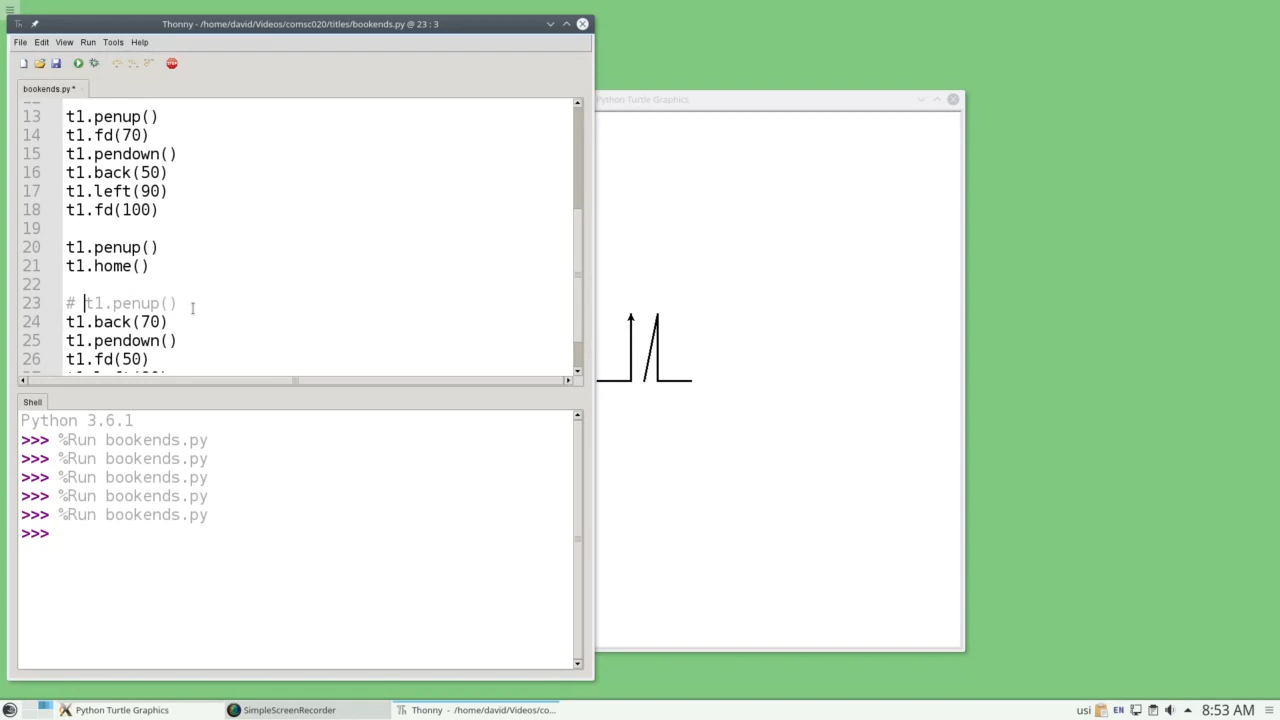 Thonny - /home/david/Videos/comsc020/titles/bookends.py @ 23 : 3
File Edit View Run Tools Help
bookends.py *
13 t1.penup()
14 t1.fd(70)
15 t1.pendown()
16 t1.back(50)
17 t1.left(90)
18 t1.fd(100)
19
20 t1.penup()
21 t1.home()
22
23 # t1.penup()
24 t1.back(70)
25 t1.pendown()
26 t1.fd(50)
Shell
Python 3.6.1
>>> %Run bookends.py
>>> %Run bookends.py
>>> %Run bookends.py
>>> %Run bookends.py
>>> %Run bookends.py
>>>
Python Turtle Graphics
Python Turtle Graphics
SimpleScreenRecorder
Thonny - /home/david/Videos/co...
usi EN 8:53 AM